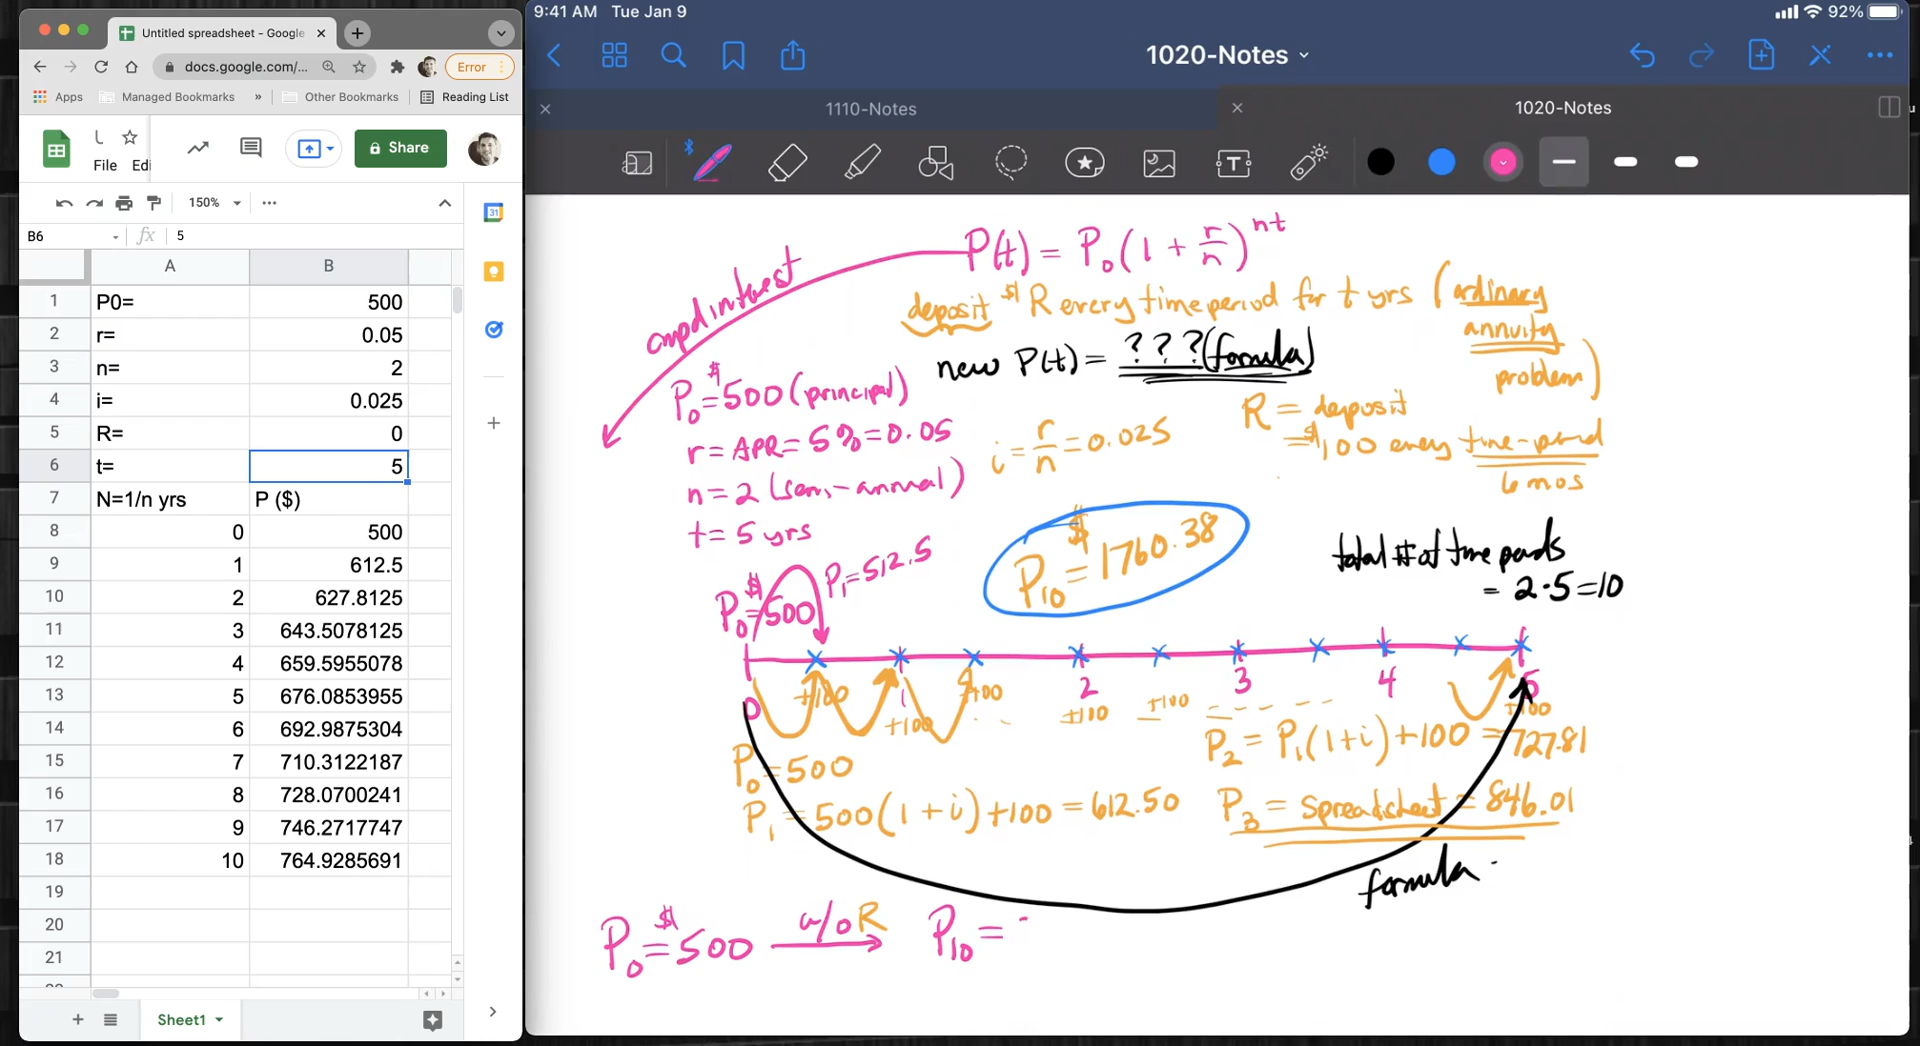 Untitled spreadsheet - Google
docs.google.com/...
Error
Apps
Managed Bookmarks
»
Other Bookmarks
Reading List
File
Edi
Share
150%
B6
fx
5
A B
1 P0= 500
2 r= 0.05
3 n= 2
4 i= 0.025
5 R= 0
6 t= 5
7 N=1/n yrs P ($)
8 0 500
9 1 612.5
10 2 627.8125
11 3 643.5078125
12 4 659.5955078
13 5 676.0853955
14 6 692.9875304
15 7 710.3122187
16 8 728.0700241
17 9 746.2717747
18 10 764.9285691
19
20
21
Sheet1
9:41 AM Tue Jan 9
92%
1020-Notes
1110-Notes
1020-Notes
P(t) = P₀(1 + r/n)^nt
cmpd interest
deposit $R every time period for t yrs (ordinary
annuity
problem)
new P(t) = ???(formula)
P₀=$500 (principal)
r = APR = 5% = 0.05
n = 2 (semi-annual)
t = 5 yrs
i = r/n = 0.025
R = deposit
= $100 every time-period
6 mos
P₁₀ = $1760.38
total # of time periods
= 2·5=10
P₀=$500
P₁=512.5
0 1 2 3 4 5
+100 +100 +100 +100 +100 +100
P₀=500
P₁ = 500(1+i)+100 = 612.50
P₂ = P₁(1+i)+100 = 727.81
P₃ = spreadsheet = 846.01
formula
P₀=$500 w/o R P₁₀ =